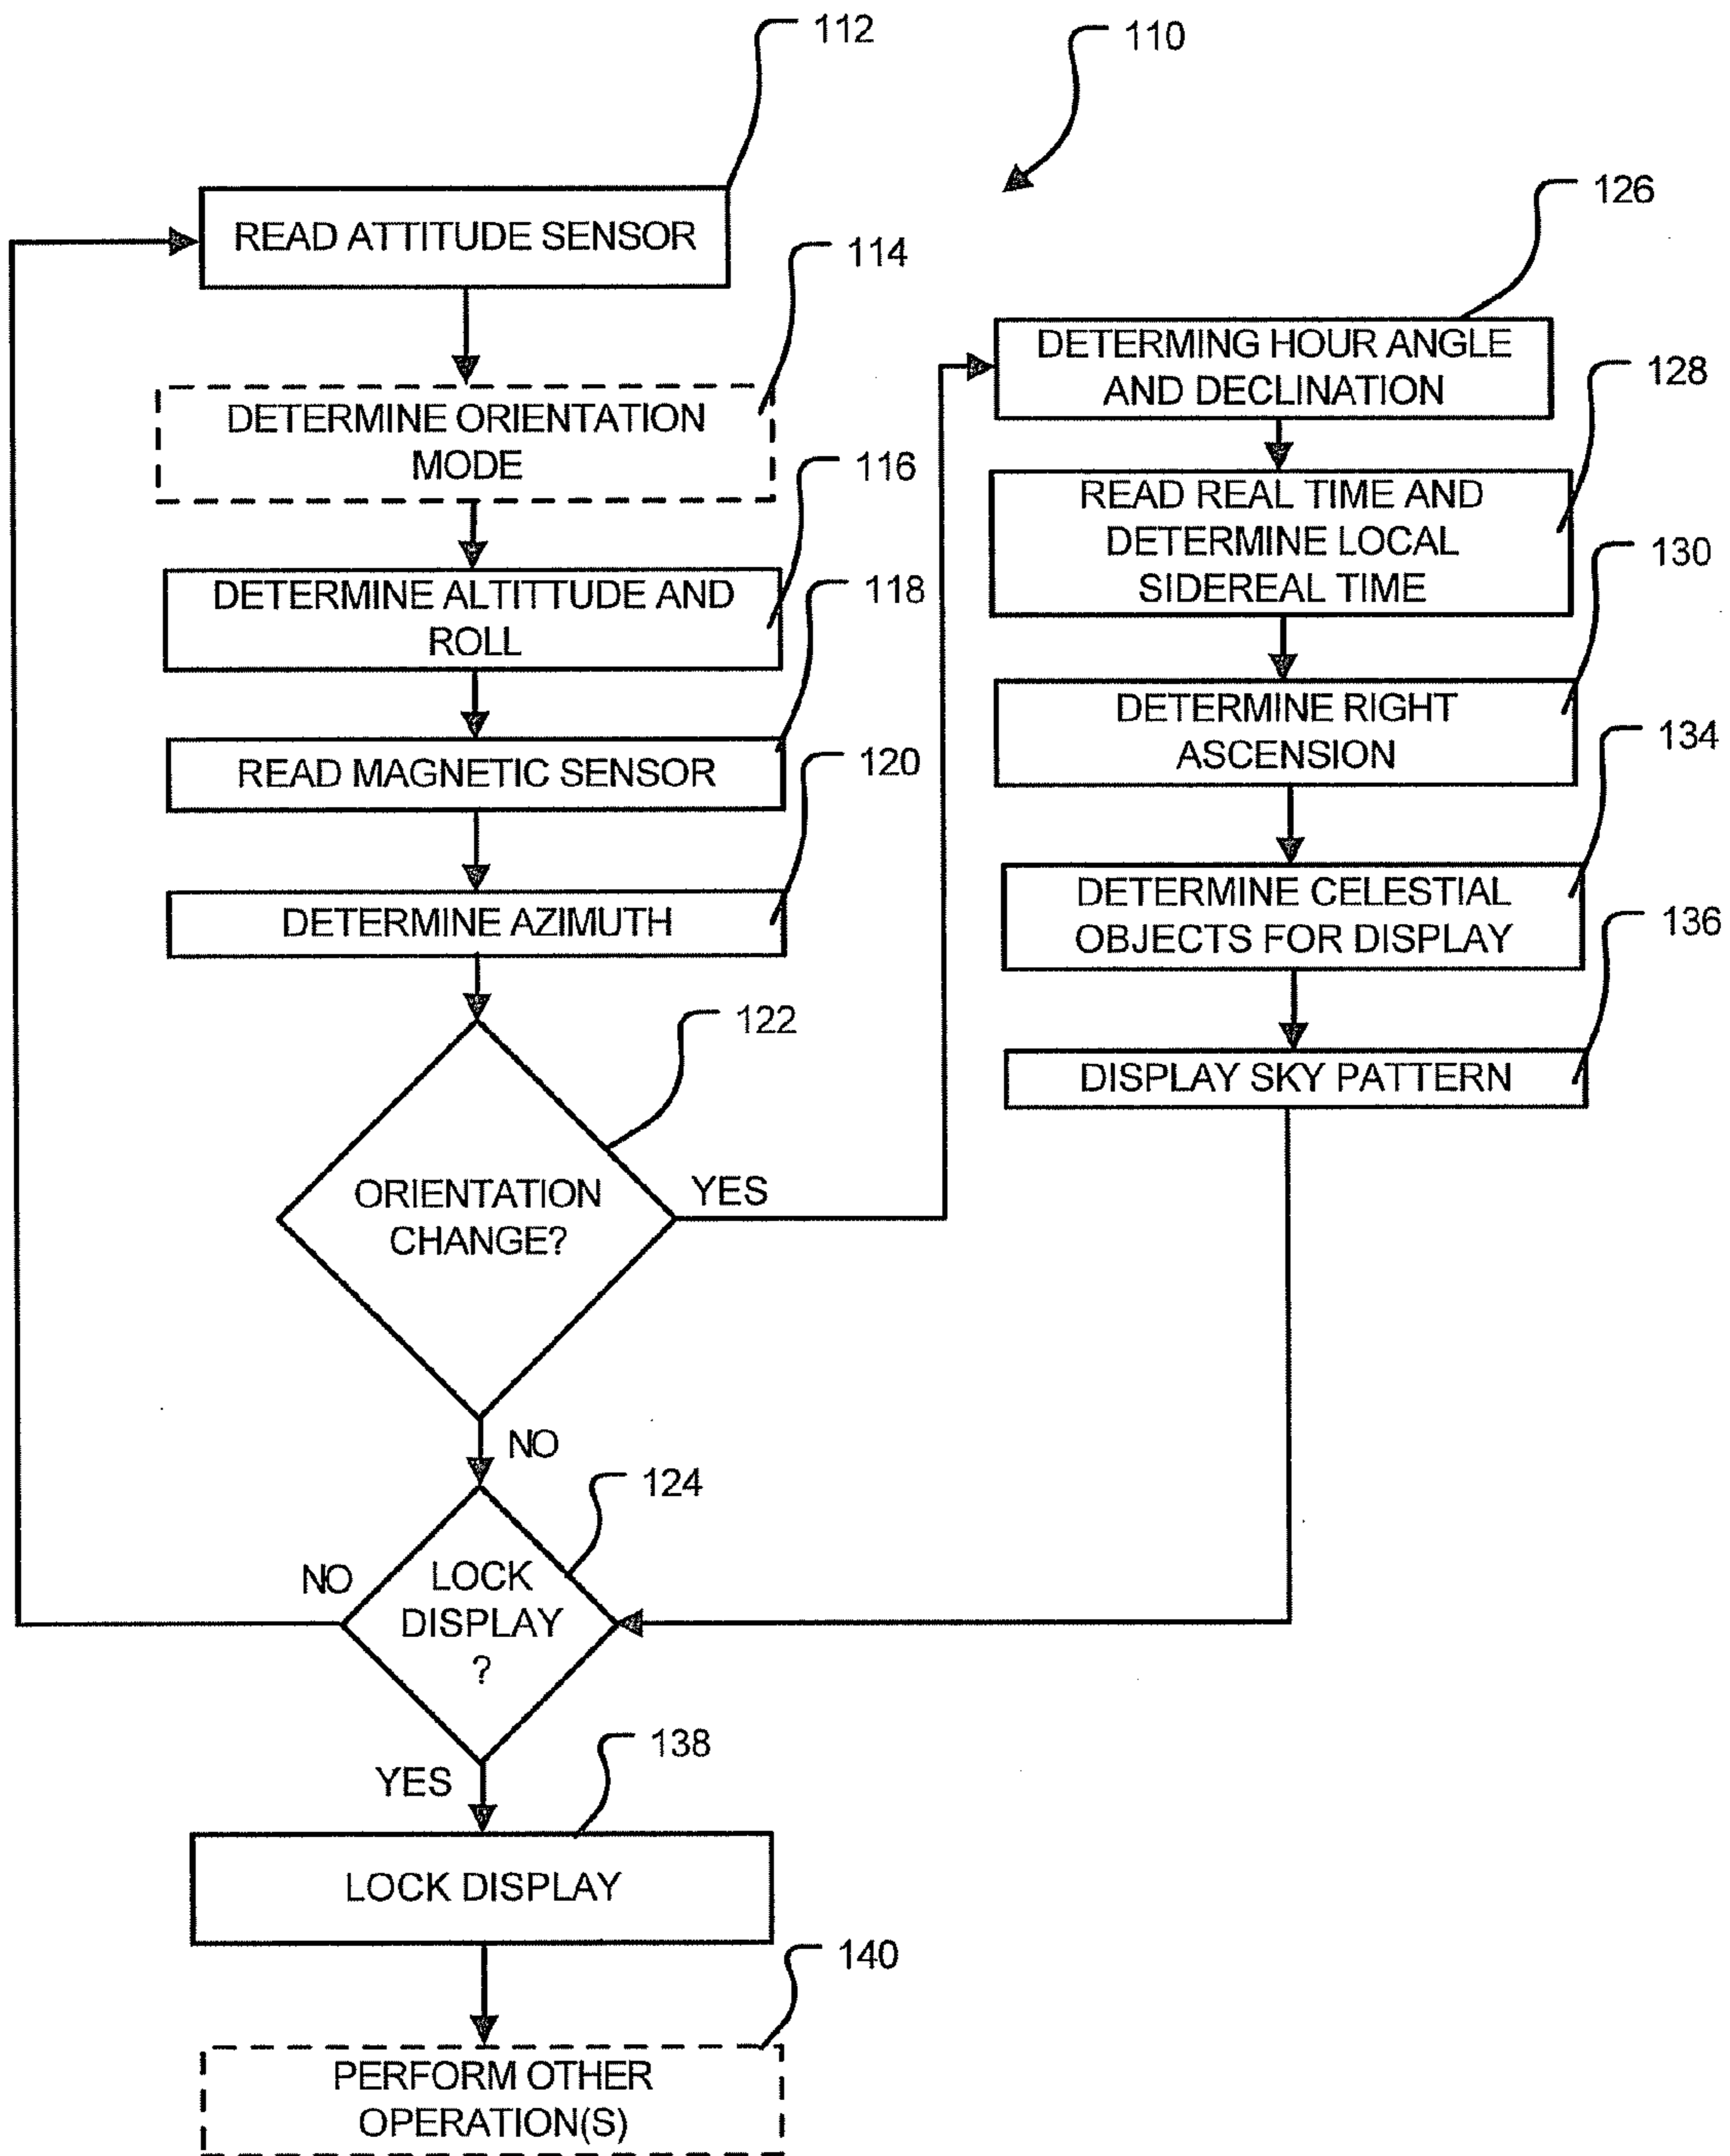 112
110
READ ATTITUDE SENSOR
114
DETERMINE ORIENTATION
MODE
116
DETERMINE ALTITTUDE AND
ROLL
118
READ MAGNETIC SENSOR
120
DETERMINE AZIMUTH
122
ORIENTATION
CHANGE?
YES
NO
126
DETERMING HOUR ANGLE
AND DECLINATION
128
READ REAL TIME AND
DETERMINE LOCAL
SIDEREAL TIME
130
DETERMINE RIGHT
ASCENSION
134
DETERMINE CELESTIAL
OBJECTS FOR DISPLAY
136
DISPLAY SKY PATTERN
124
NO
LOCK
DISPLAY
?
YES
138
LOCK DISPLAY
140
PERFORM OTHER
OPERATION(S)